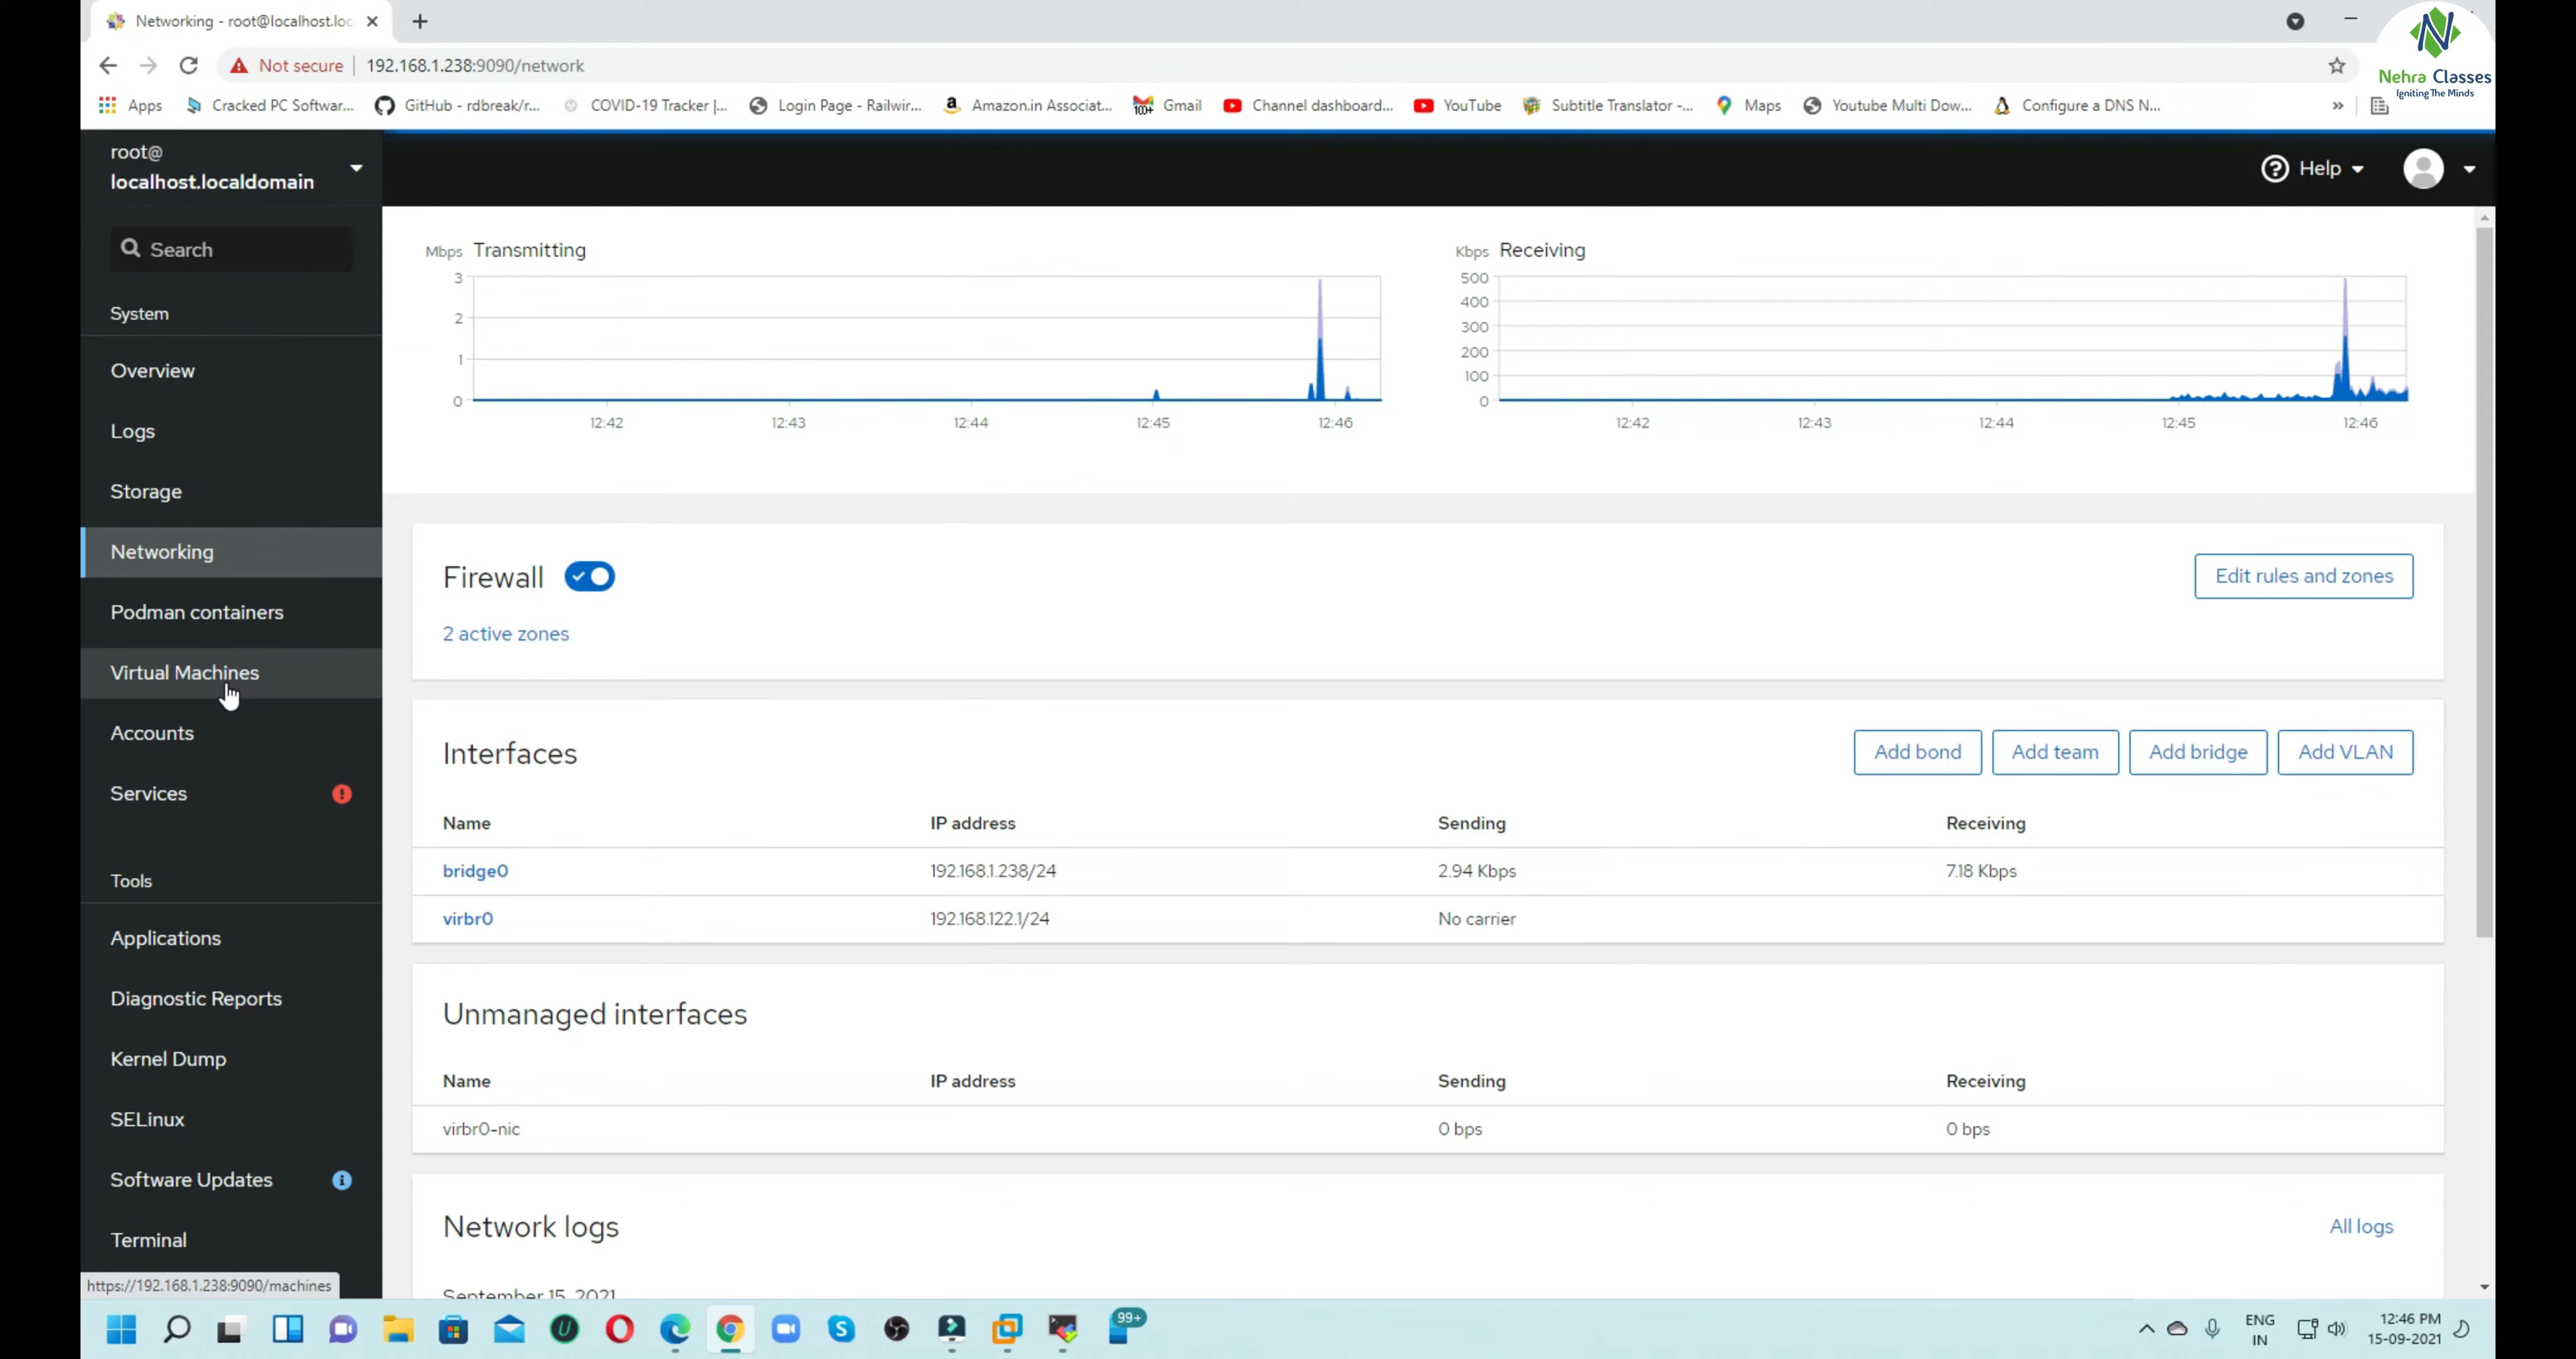 Networking - root@localhost.loc
Nehra Classes
Igniting The Minds
Not secure
192.168.1.238:9090/network
Apps
Cracked PC Softwar...
GitHub - rdbreak/r...
COVID-19 Tracker |...
Login Page - Railwir...
Amazon.in Associat...
100+
Gmail
Channel dashboard...
YouTube
Subtitle Translator -...
Maps
Youtube Multi Dow...
Configure a DNS N...
»
root@
localhost.localdomain
Help
Search
System
Overview
Logs
Storage
Networking
Podman containers
Virtual Machines
Accounts
Services
Tools
Applications
Diagnostic Reports
Kernel Dump
SELinux
Software Updates
Terminal
https://192.168.1.238:9090/machines
Mbps Transmitting
3
2
1
0
12:42 12:43 12:44 12:45 12:46
Kbps Receiving
500
400
300
200
100
0
12:42 12:43 12:44 12:45 12:46
Firewall
Edit rules and zones
2 active zones
Interfaces
Add bond
Add team
Add bridge
Add VLAN
Name IP address Sending Receiving
bridge0 192.168.1.238/24 2.94 Kbps 7.18 Kbps
virbr0 192.168.122.1/24 No carrier
Unmanaged interfaces
Name IP address Sending Receiving
virbr0-nic 0 bps 0 bps
Network logs
All logs
September 15, 2021
99+
ENG
IN
12:46 PM
15-09-2021